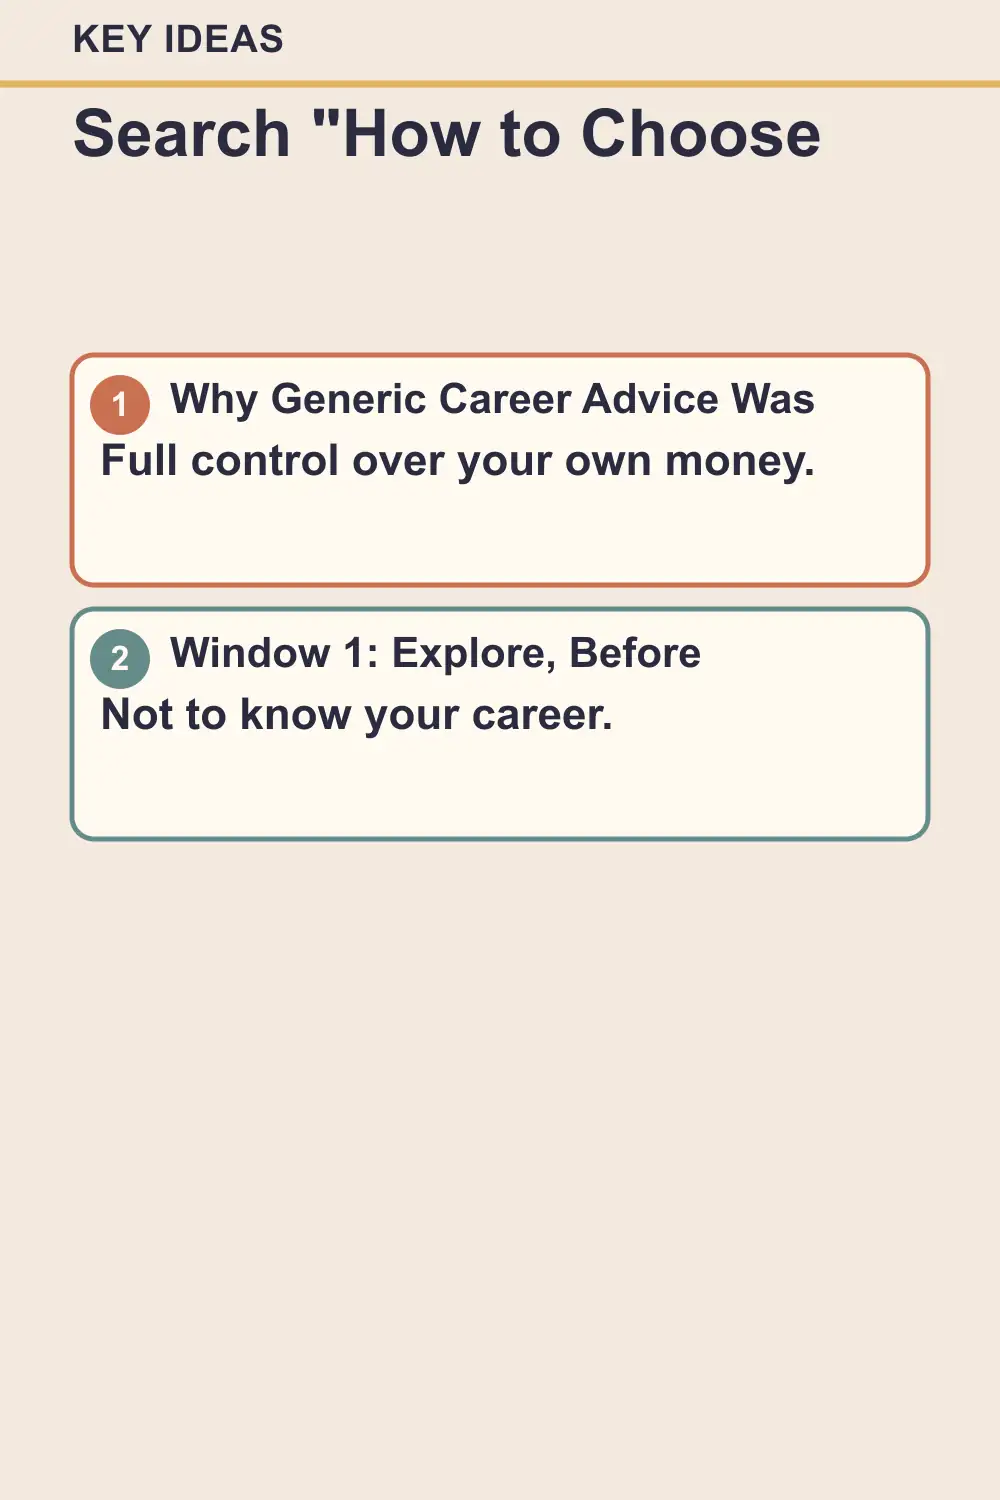 KEY IDEAS
Search "How to Choose
1 Why Generic Career Advice Was
Full control over your own money.
2 Window 1: Explore, Before
Not to know your career.